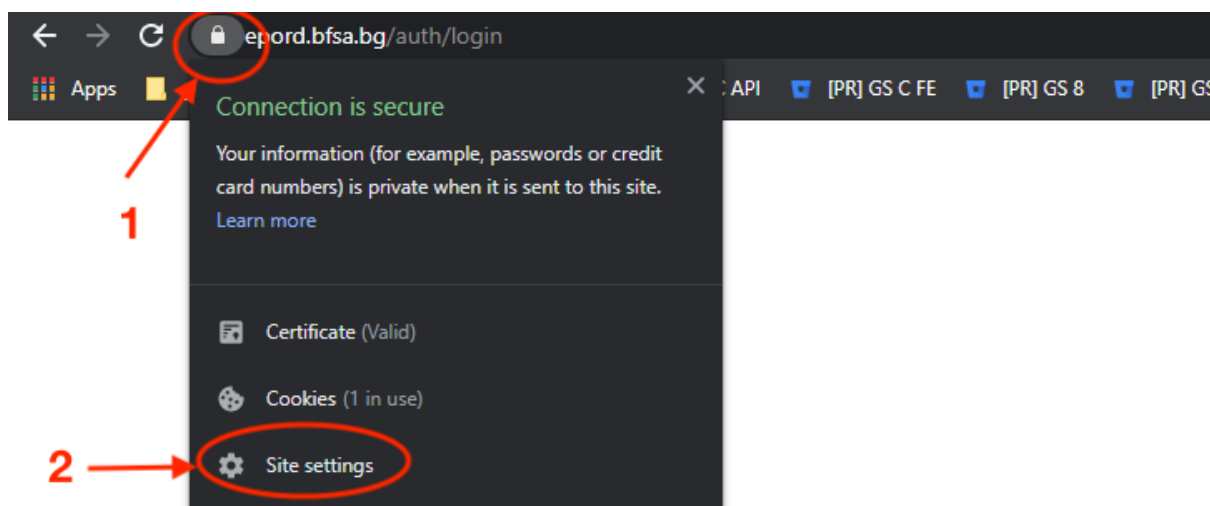 epord.bfsa.bg/auth/login
Apps API [PR] GS C FE [PR] GS 8 [PR] GS
Connection is secure
Your information (for example, passwords or credit
card numbers) is private when it is sent to this site.
Learn more
1
Certificate (Valid)
Cookies (1 in use)
2 Site settings